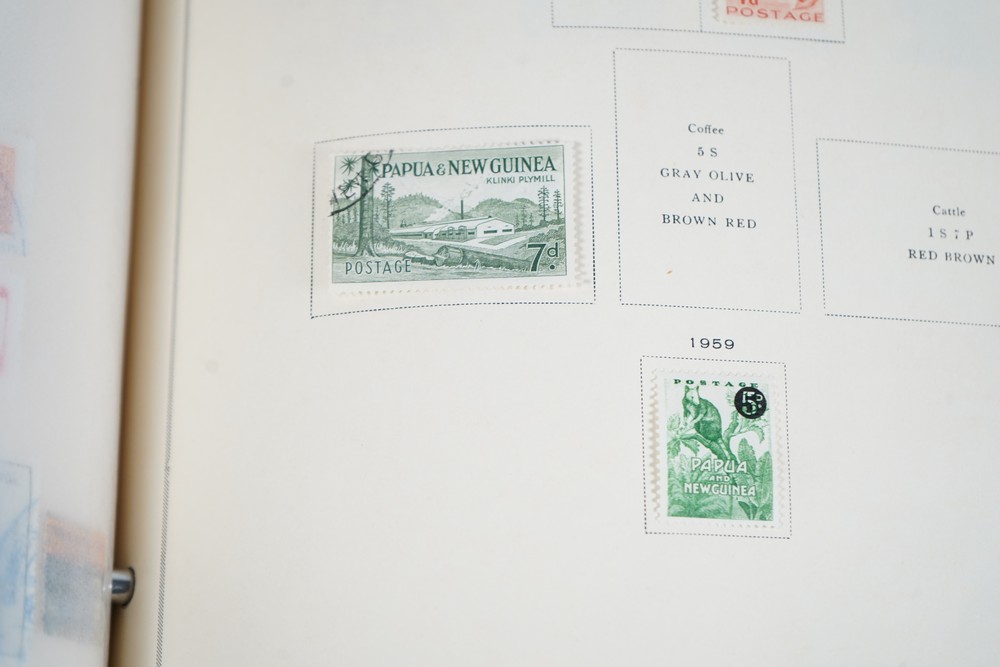 POSTAGE
Coffee
5 S
GRAY OLIVE
AND
BROWN RED
PAPUA & NEW GUINEA
KLINKI PLYMILL
POSTAGE
7d.
Cattle
1 S 7 P
RED BROWN
1959
POSTAGE
5D.
PAPUA
AND
NEW GUINEA